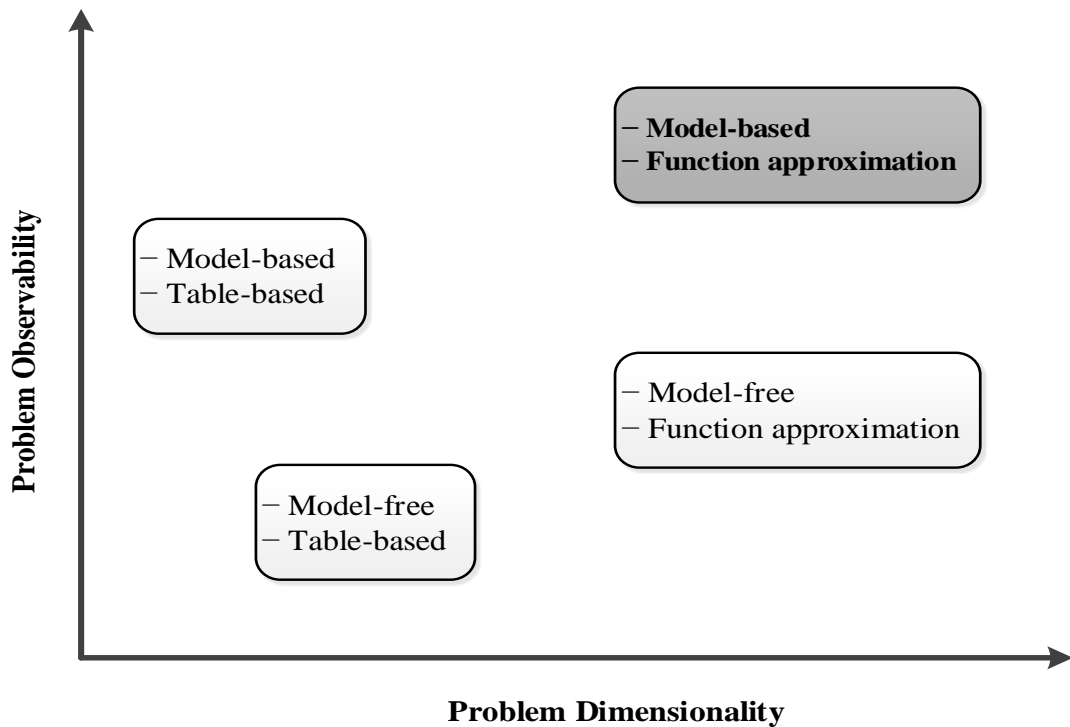 – Model-based
– Function approximation
– Model-based
– Table-based
Problem Observability
– Model-free
– Function approximation
– Model-free
– Table-based
Problem Dimensionality